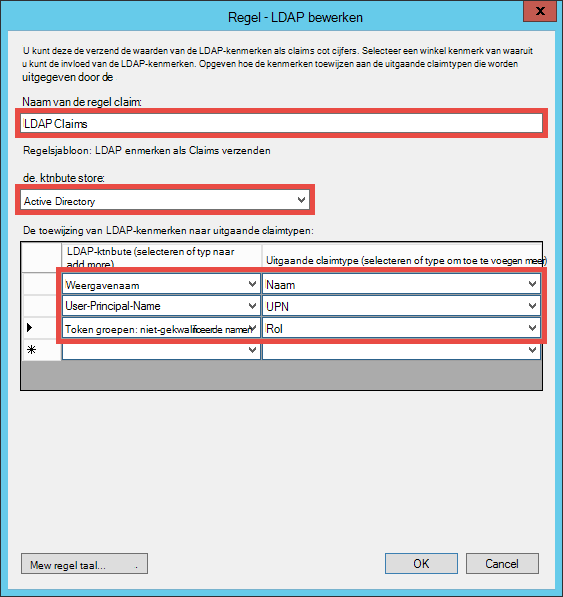 Regel - LDAP bewerken
X
U kunt deze de verzend de waarden van de LDAP-kenmerken als claims cot cijfers. Selecteer een winkel kenmerk van waaruit
u kunt de invloed van de LDAP-kenmerken. Opgeven hoe de kenmerken toewijzen aan de uitgaande claimtypen die worden
uitgegeven door de
Naam van de regel claim:
LDAP Claims
Regelsjabloon: LDAP enmerken als Claims verzenden
de. ktnbute store:
Active Directory
De toewijzing van LDAP-kenmerken naar uitgaande claimtypen:
LDAP-ktnbute (selecteren of typ naar
add more)
Uitgaande claimtype (selecteren of type om toe te voegen meer)
Weergavenaam Naam
User-Principal-Name UPN
Token groepen: niet-gekwalificeerde namen) Rol
Mew regel taal... .
OK
Cancel